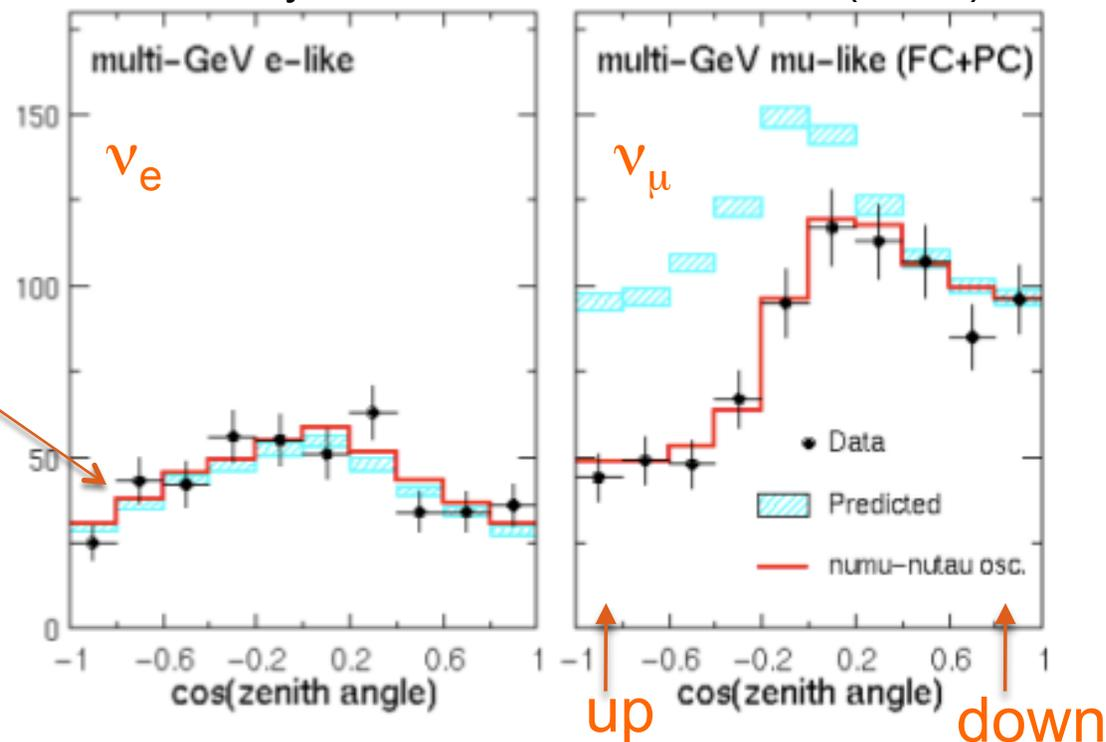 multi-GeV e-like
multi-GeV mu-like (FC+PC)
150
100
50
0
νe
νμ
Data
Predicted
numu-nutau osc.
-1 -0.6 -0.2 0.2 0.6 1
-1 -0.6 -0.2 0.2 0.6 1
cos(zenith angle)
cos(zenith angle)
up
down